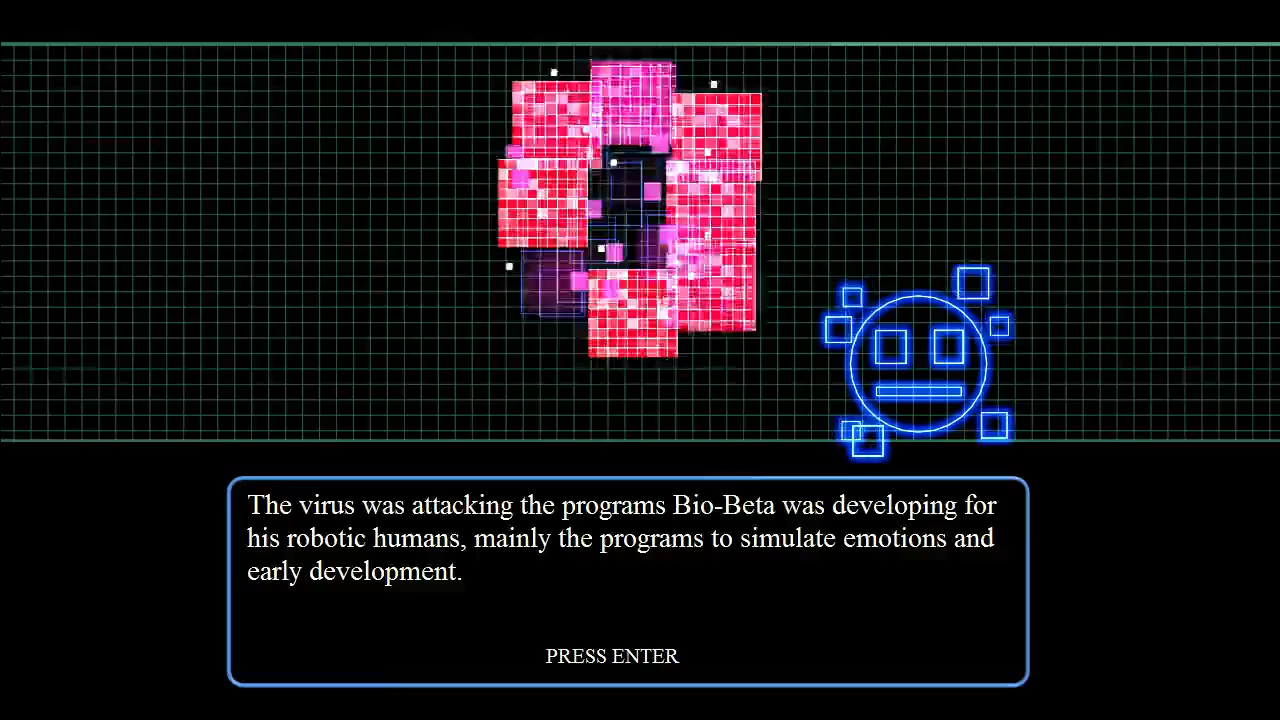 The virus was attacking the programs Bio-Beta was developing for
his robotic humans, mainly the programs to simulate emotions and
early development.
PRESS ENTER